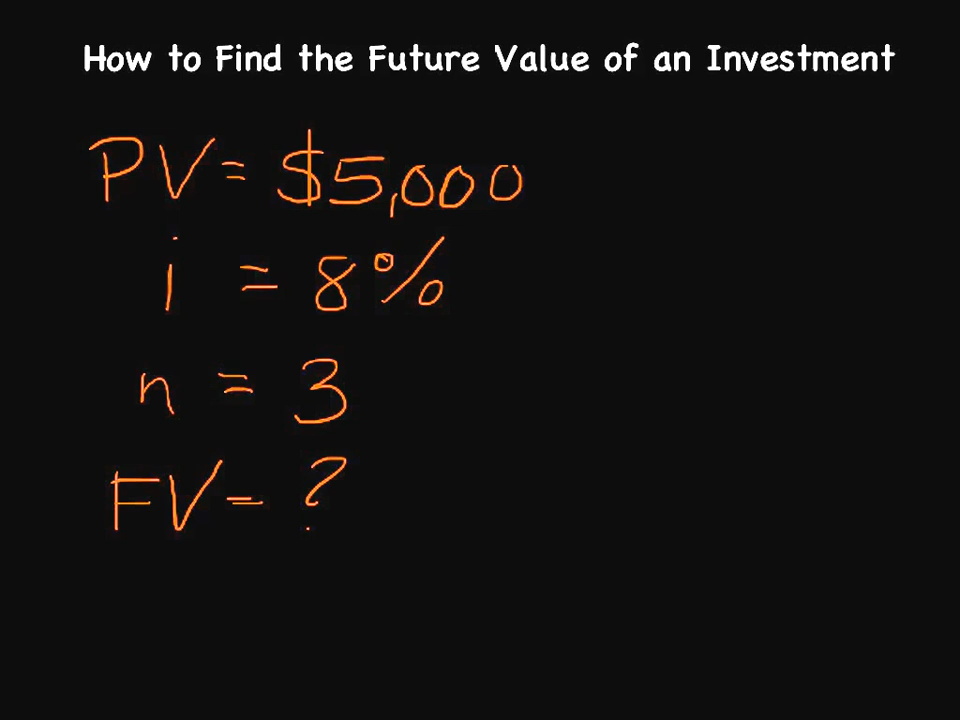 How to Find the Future Value of an Investment
PV = $5,000
i = 8%
n = 3
FV = ?